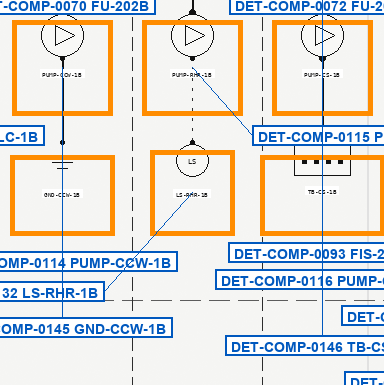 T-COMP-0070 FU-202B
DET-COMP-0072 FU-2
PUMP-CCW-1B
PUMP-RHR-1B
PUMP-CS-1B
LC-1B
DET-COMP-0115 P
LS
GND-CCW-1B
LS-RHR-1B
TB-CS-1B
DET-COMP-0093 FIS-2
OMP-0114 PUMP-CCW-1B
DET-COMP-0116 PUMP-
32 LS-RHR-1B
DET-
OMP-0145 GND-CCW-1B
DET-COMP-0146 TB-CS
DET-